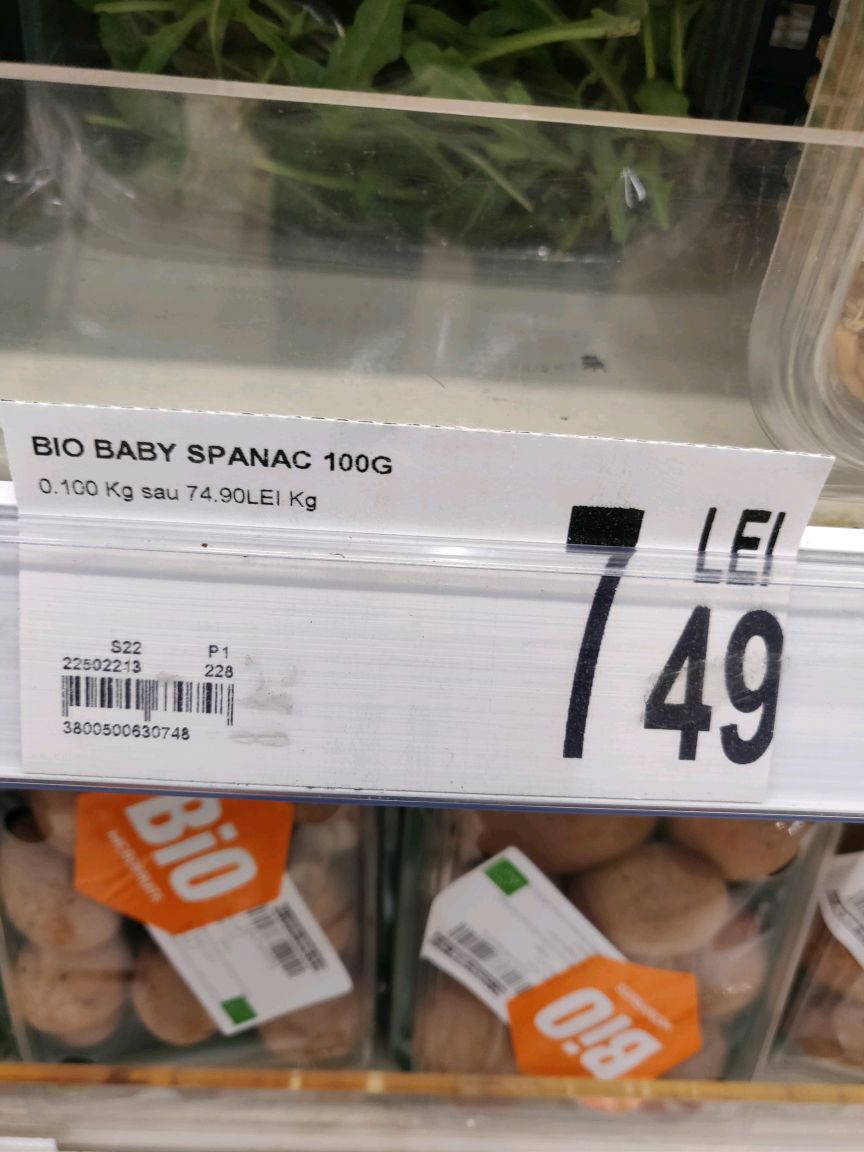 BIO BABY SPANAC 100G
0.100 Kg sau 74.90LEI Kg
7 LEI
49
S22 P1
22502213 228
3800500630748
BiO
BiO